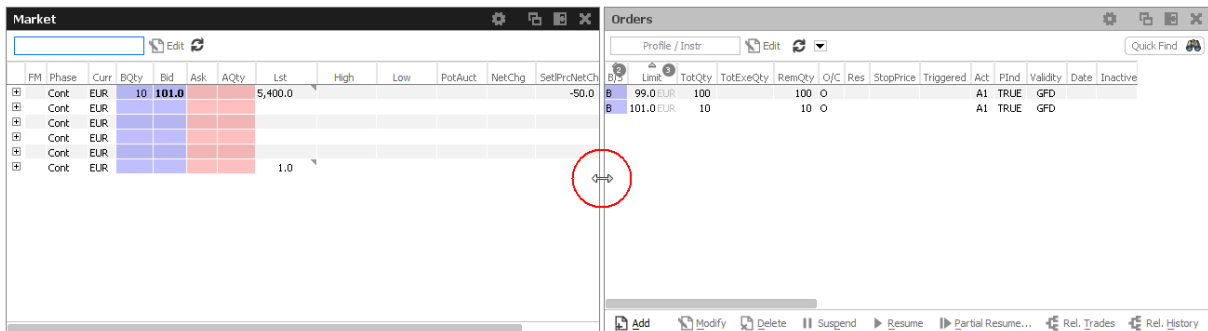 Market
Edit
FM Phase Curr BQty Bid Ask AQty Lst High Low PotAuct NetChg SetlPrcNetCh
Cont EUR 10 101.0 5,400.0 -50.0
Cont EUR
Cont EUR
Cont EUR
Cont EUR
Cont EUR 1.0
Orders
Profile / Instr Edit Quick Find
2 3
B/S Limit TotQty TotExeQty RemQty O/C Res StopPrice Triggered Act PInd Validity Date Inactive
B 99.0 EUR 100 100 O A1 TRUE GFD
B 101.0 EUR 10 10 O A1 TRUE GFD
Add Modify Delete Suspend Resume Partial Resume... Rel. Trades Rel. History